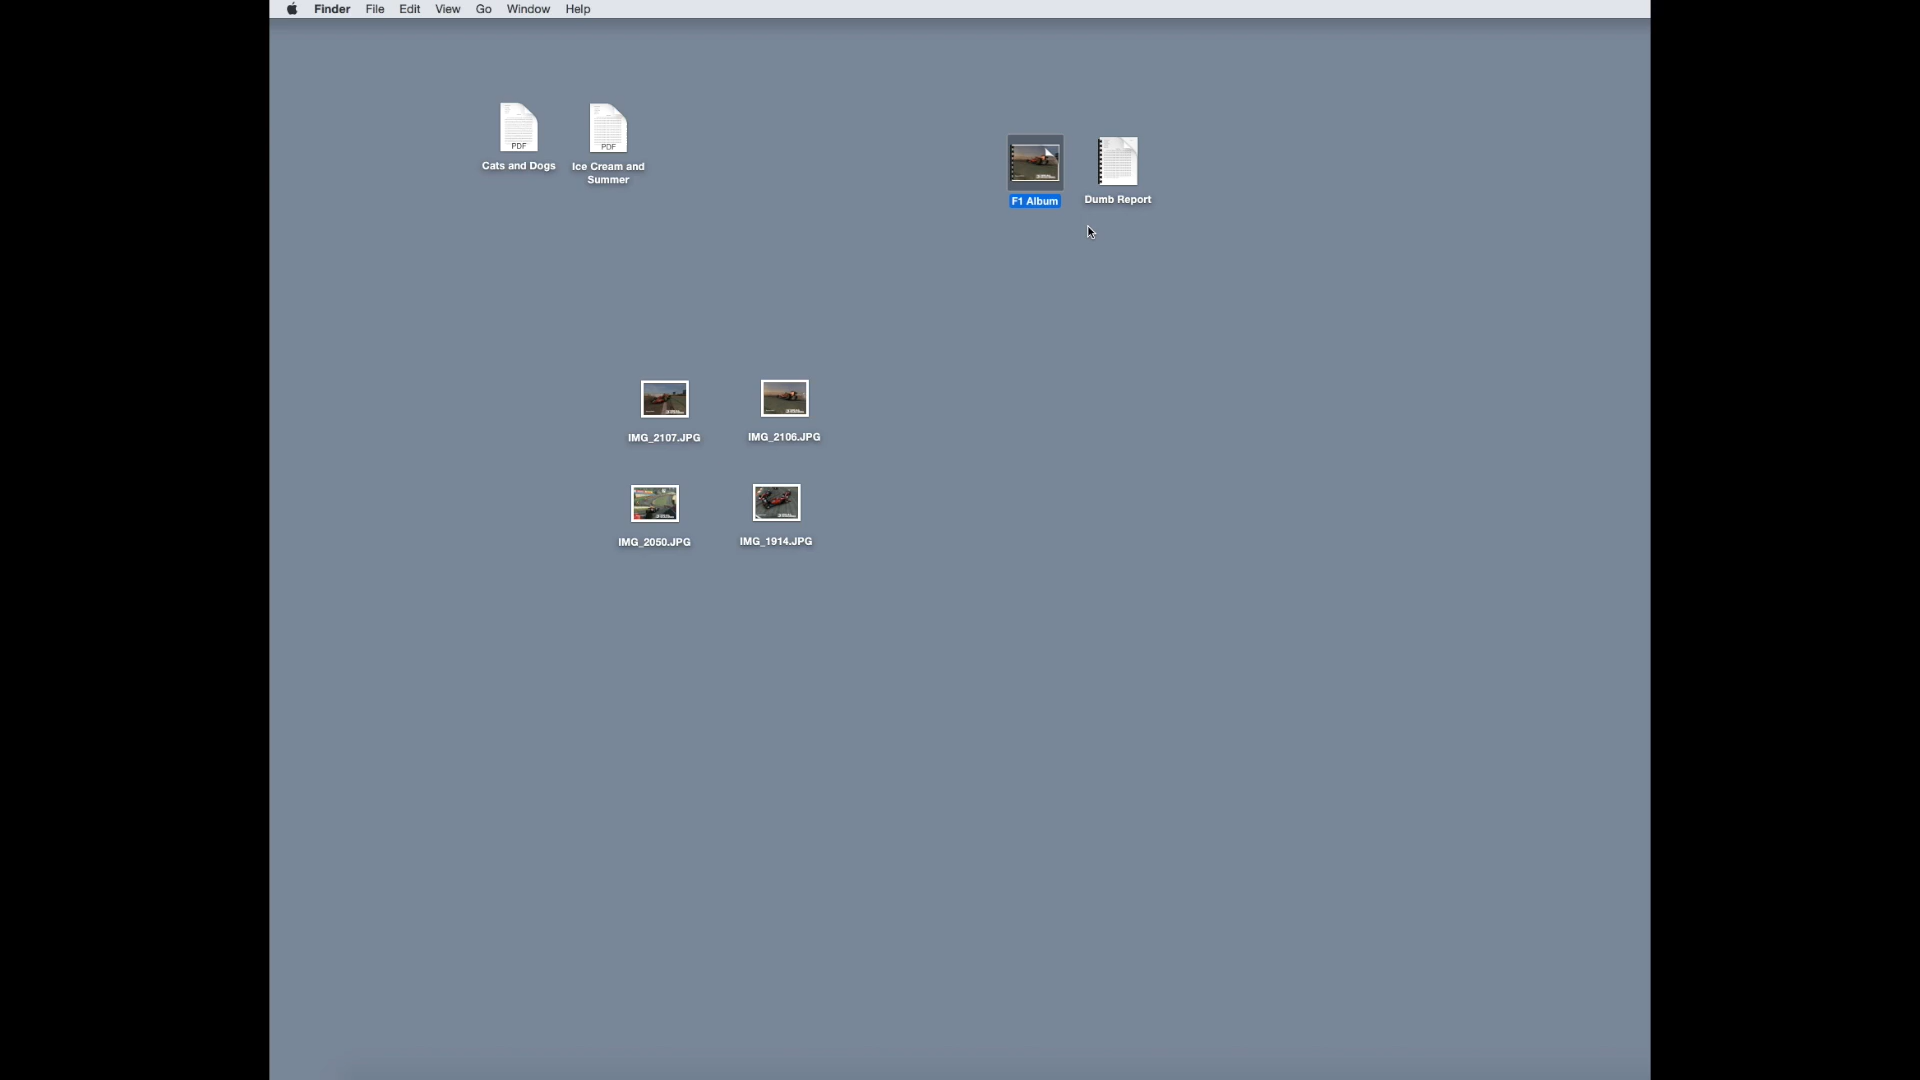 Finder File Edit View Go Window Help
PDF
PDF
Cats and Dogs
Ice Cream and
Summer
F1 Album
Dumb Report
IMG_2107.JPG
IMG_2106.JPG
IMG_2050.JPG
IMG_1914.JPG